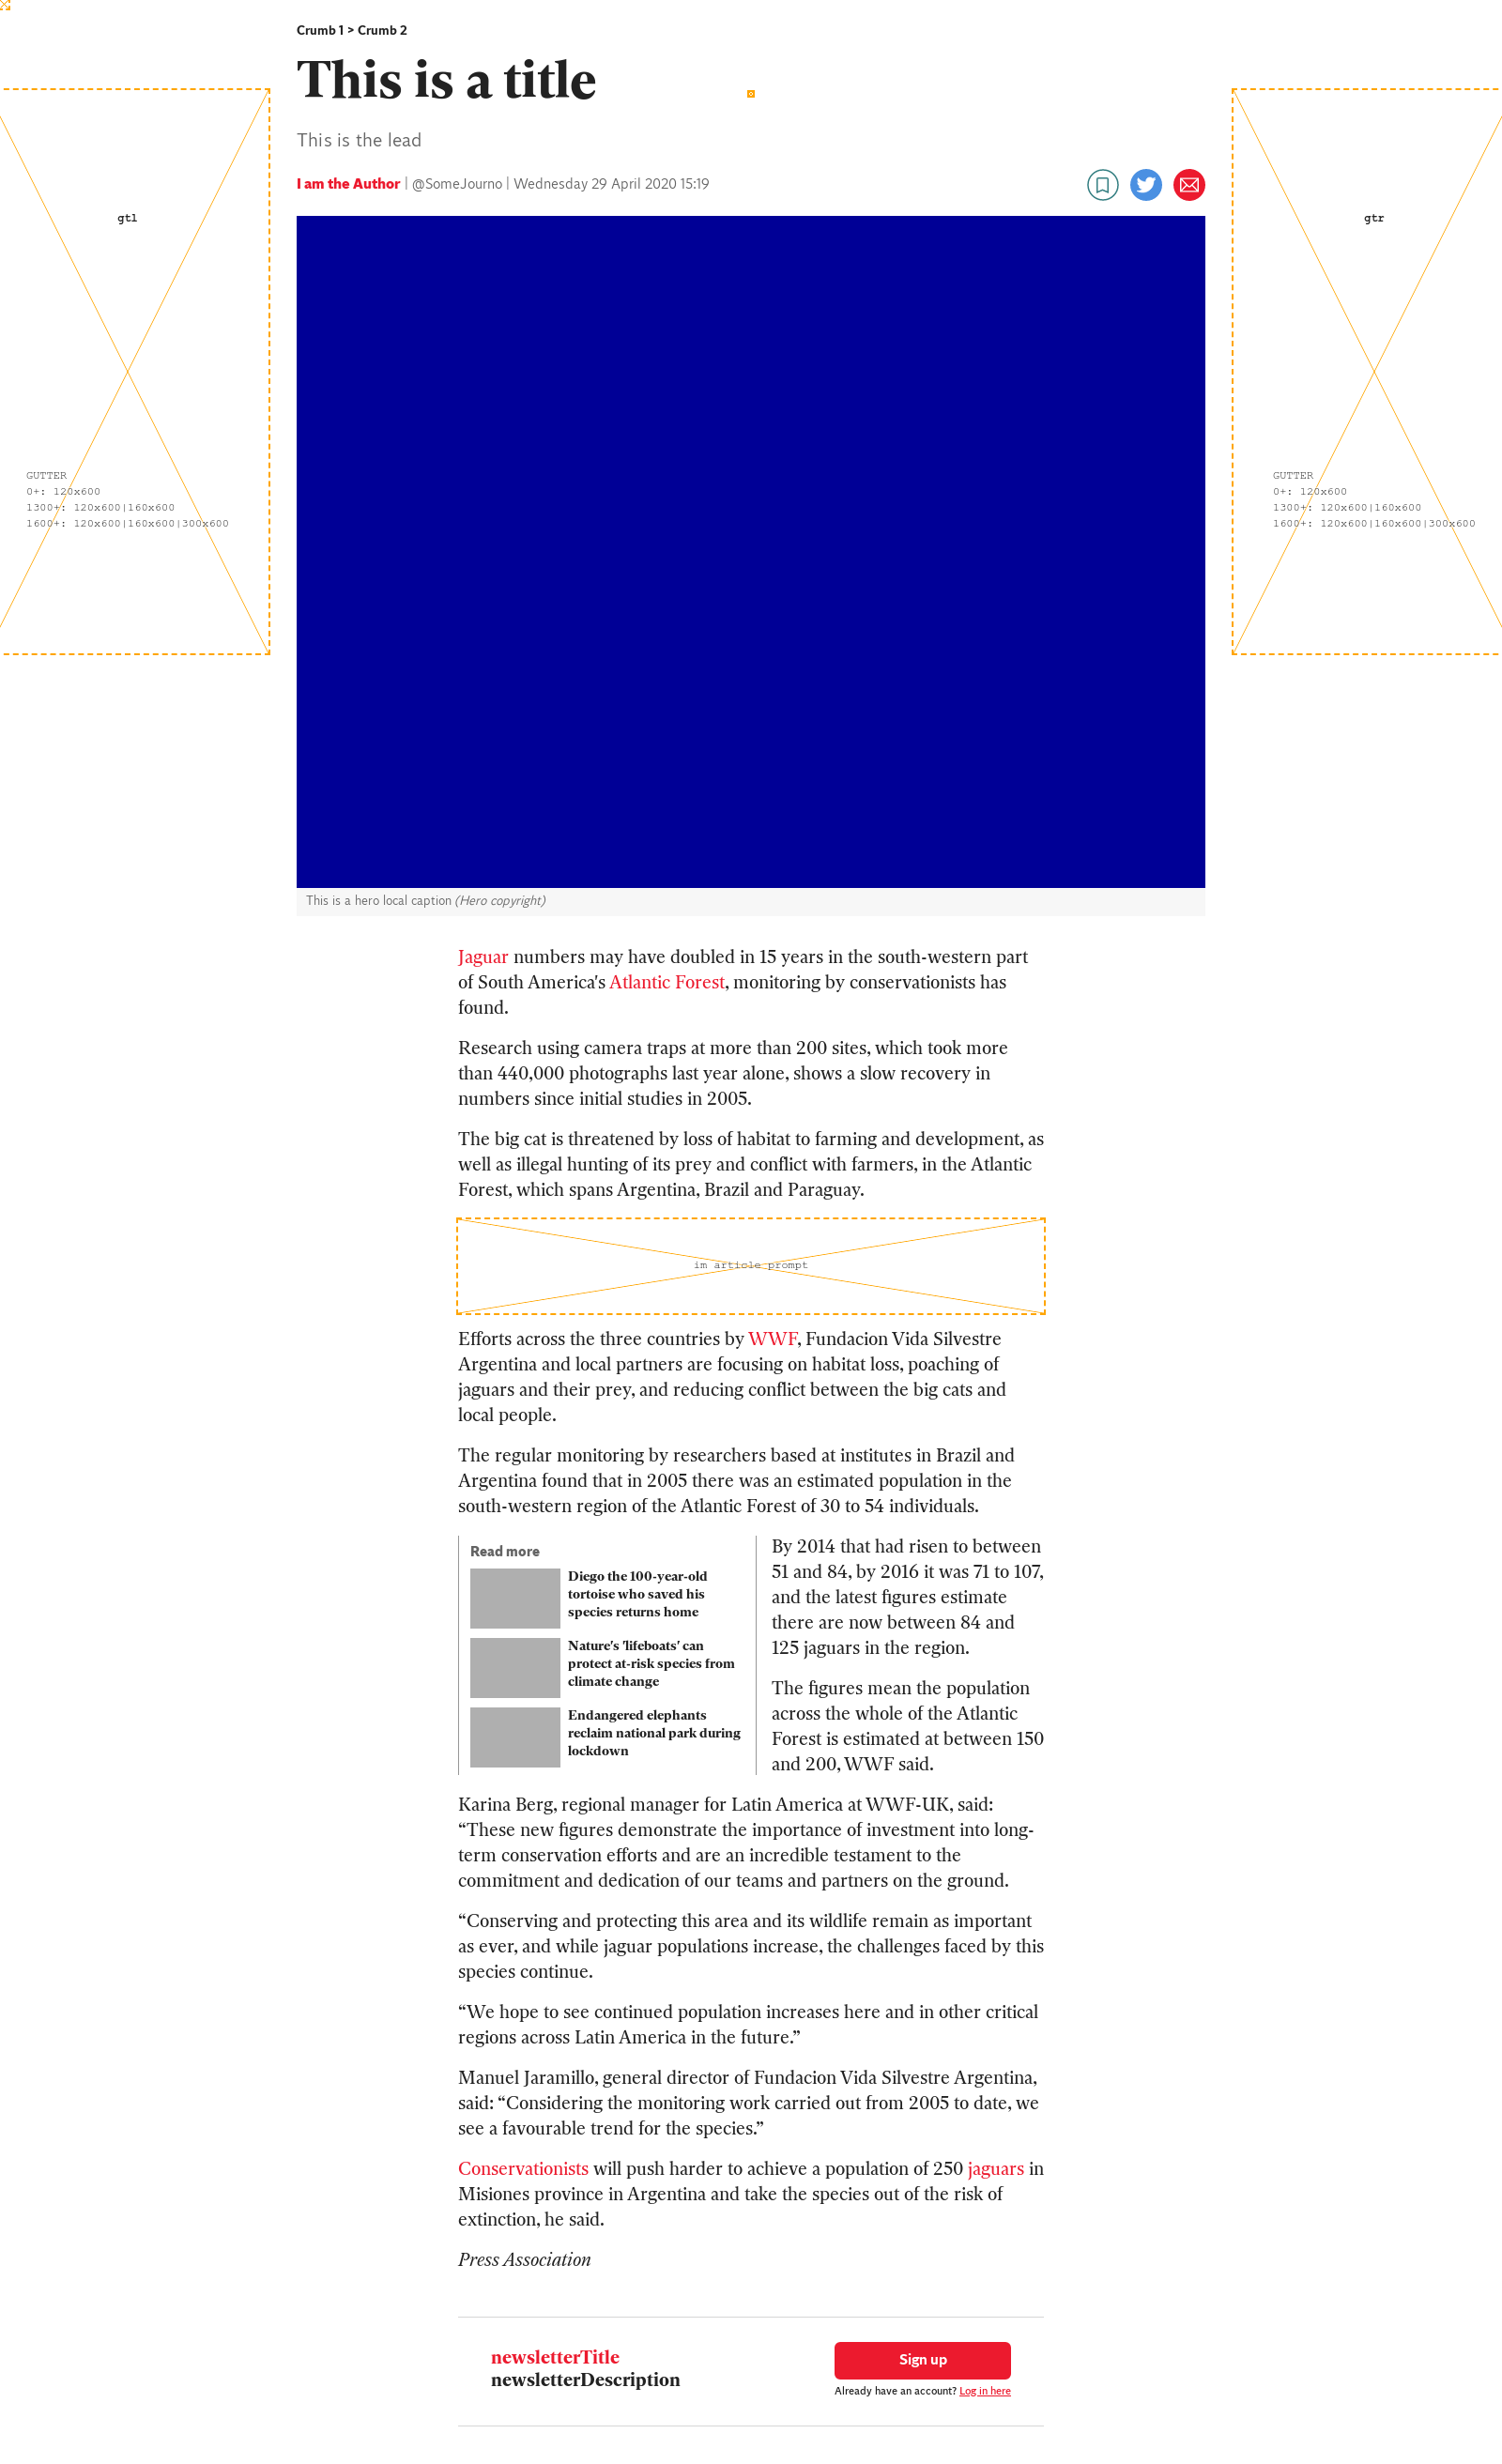 Crumb 1 > Crumb 2
This is a title
This is the lead
I am the Author | @SomeJourno | Wednesday 29 April 2020 15:19
gtl
GUTTER
0+: 120x600
1300+: 120x600|160x600
1600+: 120x600|160x600|300x600
gtr
GUTTER
0+: 120x600
1300+: 120x600|160x600
1600+: 120x600|160x600|300x600
This is a hero local caption (Hero copyright)
Jaguar numbers may have doubled in 15 years in the south-western part
of South America's Atlantic Forest, monitoring by conservationists has
found.
Research using camera traps at more than 200 sites, which took more
than 440,000 photographs last year alone, shows a slow recovery in
numbers since initial studies in 2005.
The big cat is threatened by loss of habitat to farming and development, as
well as illegal hunting of its prey and conflict with farmers, in the Atlantic
Forest, which spans Argentina, Brazil and Paraguay.
im article prompt
Efforts across the three countries by WWF, Fundacion Vida Silvestre
Argentina and local partners are focusing on habitat loss, poaching of
jaguars and their prey, and reducing conflict between the big cats and
local people.
The regular monitoring by researchers based at institutes in Brazil and
Argentina found that in 2005 there was an estimated population in the
south-western region of the Atlantic Forest of 30 to 54 individuals.
Read more
Diego the 100-year-old
tortoise who saved his
species returns home
Nature's 'lifeboats' can
protect at-risk species from
climate change
Endangered elephants
reclaim national park during
lockdown
By 2014 that had risen to between
51 and 84, by 2016 it was 71 to 107,
and the latest figures estimate
there are now between 84 and
125 jaguars in the region.
The figures mean the population
across the whole of the Atlantic
Forest is estimated at between 150
and 200, WWF said.
Karina Berg, regional manager for Latin America at WWF-UK, said:
“These new figures demonstrate the importance of investment into long-
term conservation efforts and are an incredible testament to the
commitment and dedication of our teams and partners on the ground.
“Conserving and protecting this area and its wildlife remain as important
as ever, and while jaguar populations increase, the challenges faced by this
species continue.
“We hope to see continued population increases here and in other critical
regions across Latin America in the future.”
Manuel Jaramillo, general director of Fundacion Vida Silvestre Argentina,
said: “Considering the monitoring work carried out from 2005 to date, we
see a favourable trend for the species.”
Conservationists will push harder to achieve a population of 250 jaguars in
Misiones province in Argentina and take the species out of the risk of
extinction, he said.
Press Association
newsletterTitle
newsletterDescription
Sign up
Already have an account? Log in here